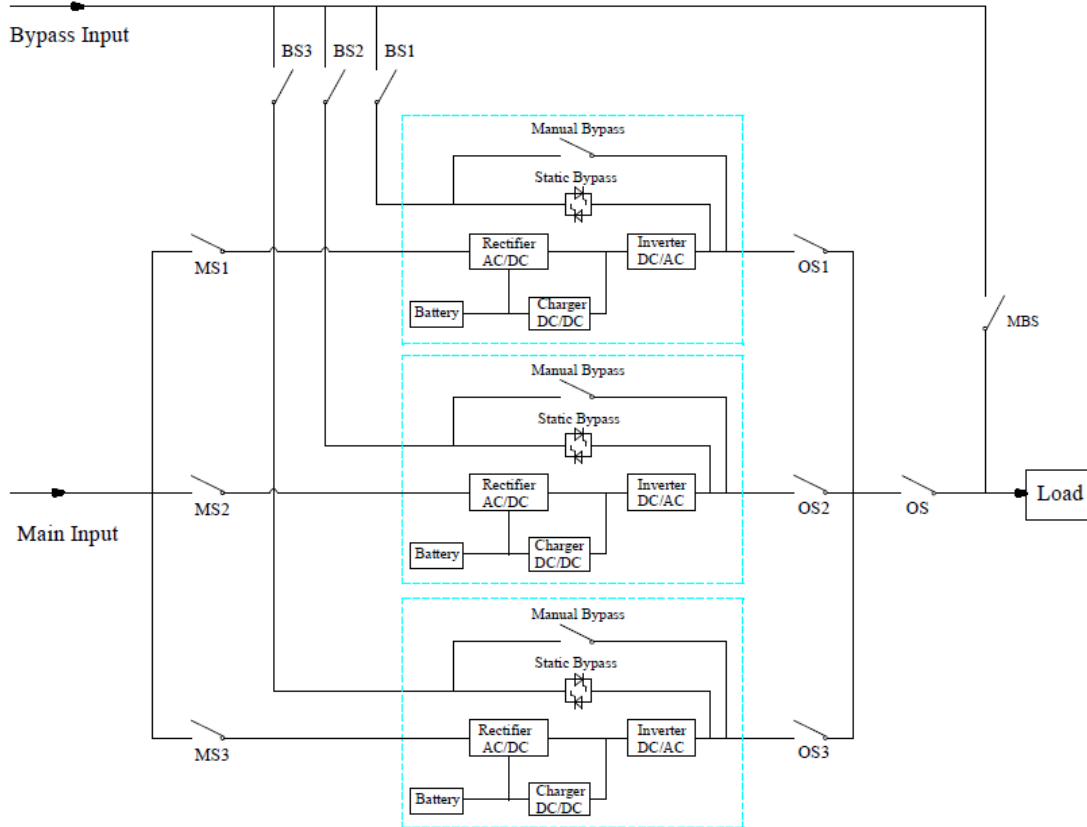 Bypass Input
BS3
BS2
BS1
Manual Bypass
Static Bypass
Rectifier
AC/DC
Inverter
DC/AC
MS1
OS1
Battery
Charger
DC/DC
MBS
Manual Bypass
Static Bypass
Rectifier
AC/DC
Inverter
DC/AC
MS2
OS2
OS
Load
Main Input
Battery
Charger
DC/DC
Manual Bypass
Static Bypass
Rectifier
AC/DC
Inverter
DC/AC
MS3
OS3
Battery
Charger
DC/DC